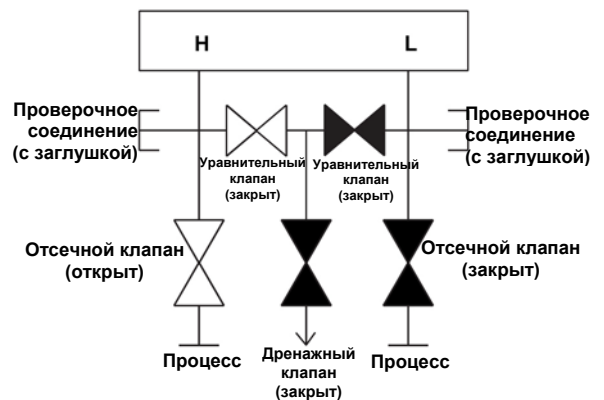 H
L
Проверочное
соединение
(с заглушкой)
Проверочное
соединение
(с заглушкой)
Уравнительный
клапан
(закрыт)
Уравнительный
клапан
(закрыт)
Отсечной клапан
(открыт)
Отсечной клапан
(закрыт)
Процесс
Дренажный
клапан
(закрыт)
Процесс